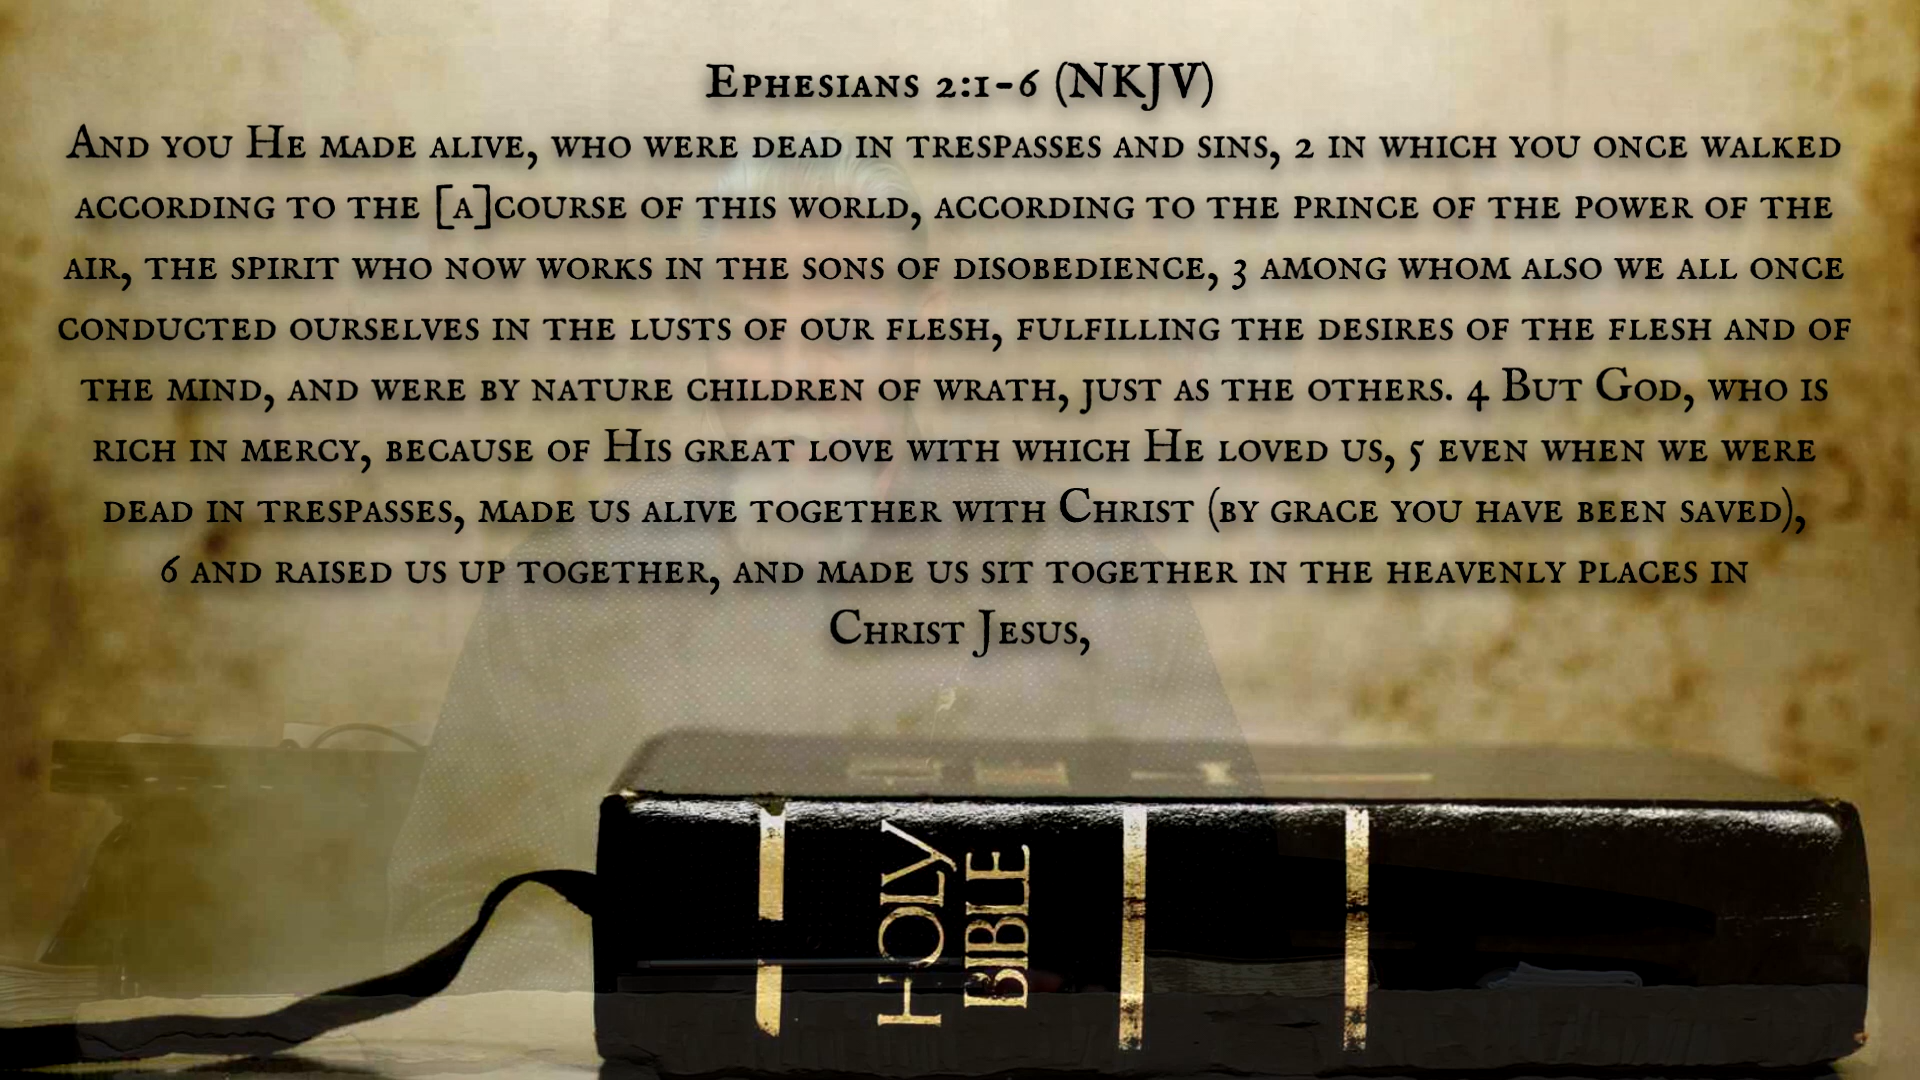 Ephesians 2:1-6 (NKJV)
And you He made alive, who were dead in trespasses and sins, 2 in which you once walked
according to the [a]course of this world, according to the prince of the power of the
air, the spirit who now works in the sons of disobedience, 3 among whom also we all once
conducted ourselves in the lusts of our flesh, fulfilling the desires of the flesh and of
the mind, and were by nature children of wrath, just as the others. 4 But God, who is
rich in mercy, because of His great love with which He loved us, 5 even when we were
dead in trespasses, made us alive together with Christ (by grace you have been saved),
6 and raised us up together, and made us sit together in the heavenly places in
Christ Jesus,
HOLY
BIBLE